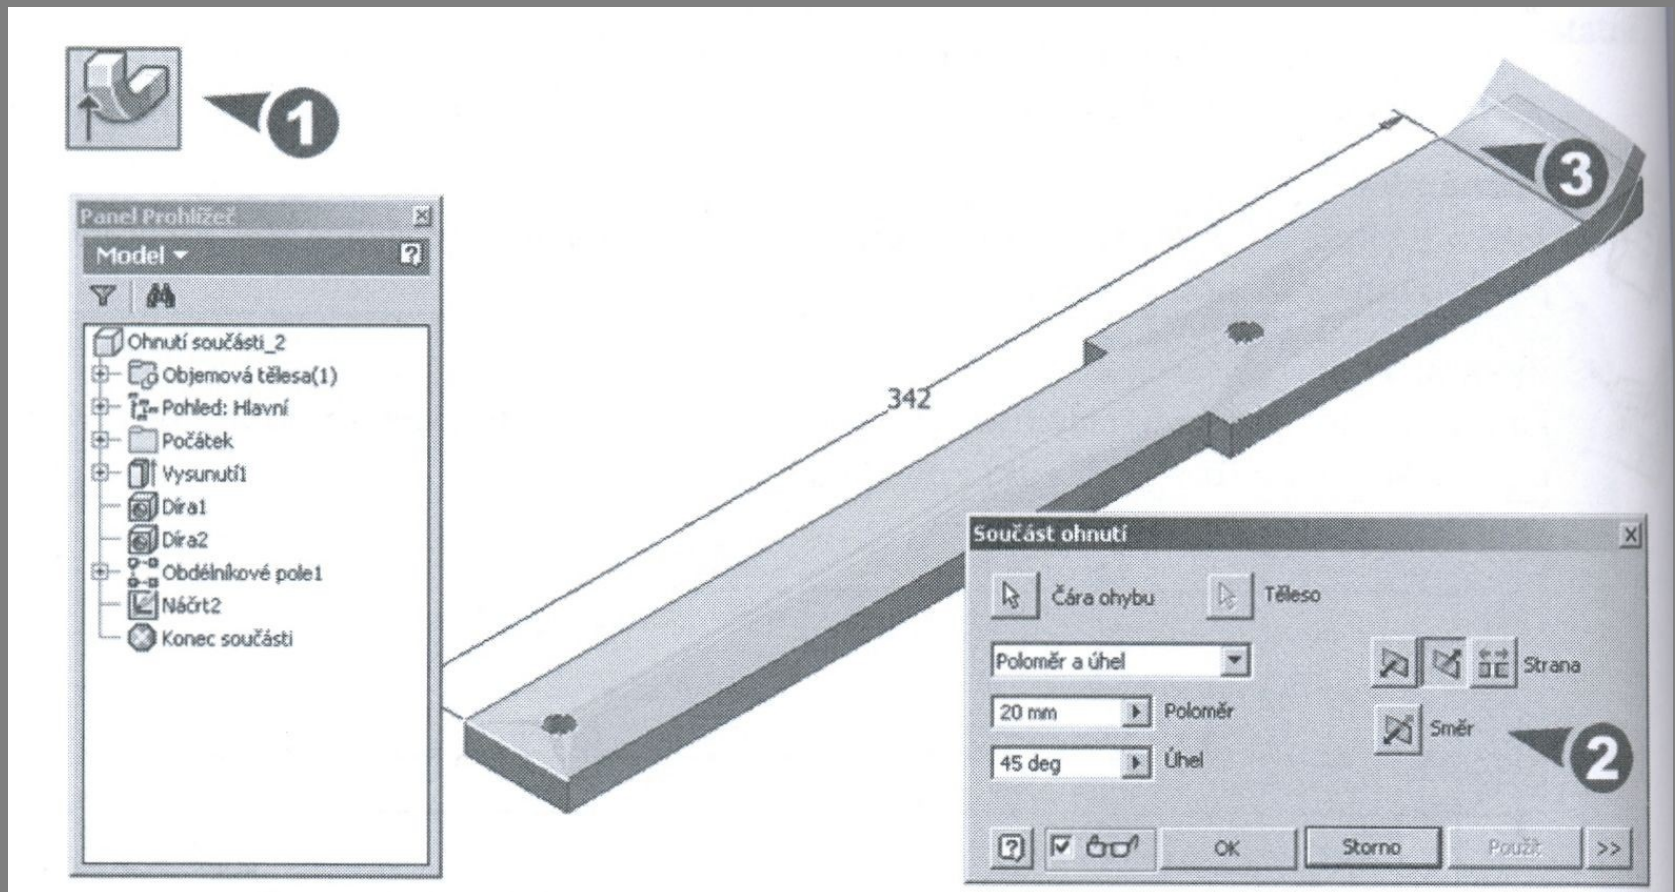 1
3
Panel Prohlížeč
Model
Ohnutí součásti_2
Objemová tělesa(1)
Pohled: Hlavní
Počátek
Vysunutí1
Díra1
Díra2
Obdélníkové pole1
Náčrt2
Konec součásti
342
Součást ohnutí
Čára ohybu Těleso
Poloměr a úhel
Strana
20 mm Poloměr
Směr
2
45 deg Úhel
OK Storno Použít >>